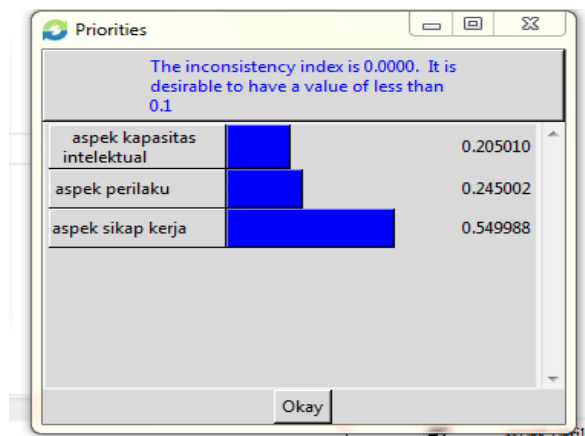 Priorities
The inconsistency index is 0.0000. It is
desirable to have a value of less than
0.1
aspek kapasitas
intelektual
0.205010
aspek perilaku
0.245002
aspek sikap kerja
0.549988
Okay